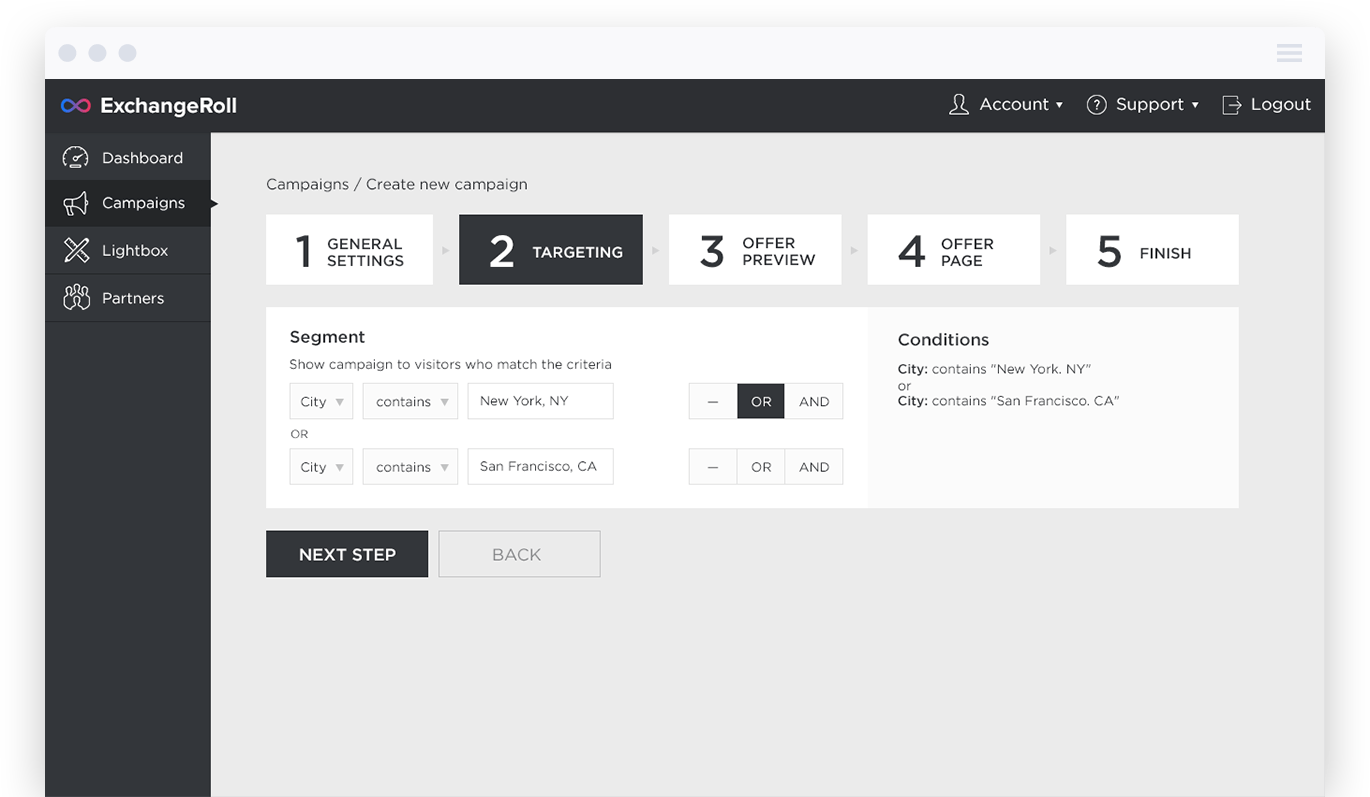 ExchangeRoll
Account
Support
Logout
Dashboard
Campaigns
Lightbox
Partners
Campaigns / Create new campaign
1 GENERAL
SETTINGS
2 TARGETING
3 OFFER
PREVIEW
4 OFFER
PAGE
5 FINISH
Segment
Show campaign to visitors who match the criteria
City contains New York, NY – OR AND
OR
City contains San Francisco, CA – OR AND
Conditions
City: contains "New York. NY"
or
City: contains "San Francisco. CA"
NEXT STEP
BACK